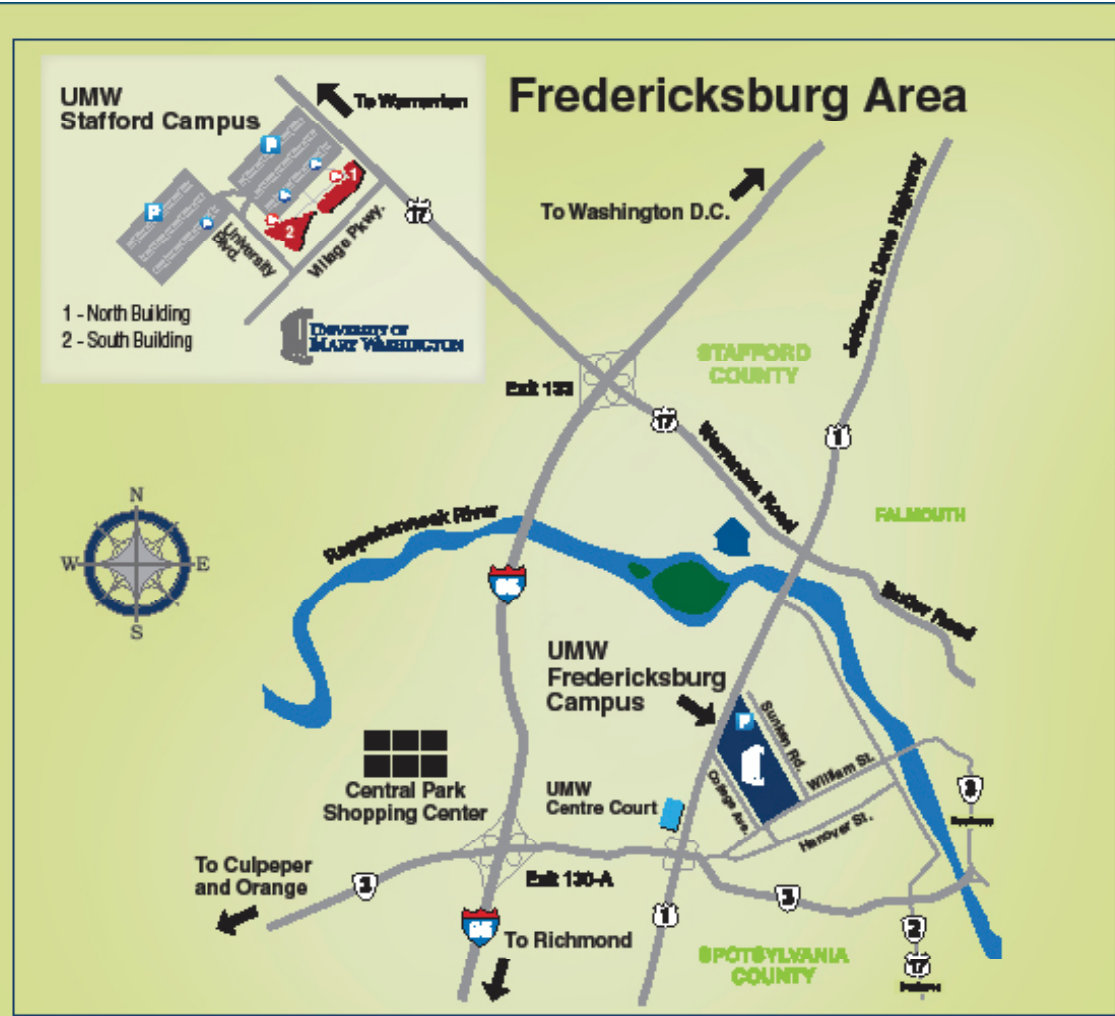 UMW
Stafford Campus
To Warrenton
Fredericksburg Area
P
P
1
2
University
Blvd.
Village Pkwy.
17
1 - North Building
2 - South Building
UNIVERSITY OF
MARY WASHINGTON
To Washington D.C.
Jefferson Davis Highway
STAFFORD
COUNTY
Exit 133
17
1
Warrenton Road
FALMOUTH
N
W
E
S
Rappahannock River
95
Butler Road
UMW
Fredericksburg
Campus
P
Sunken Rd.
William St.
College Ave.
Hanover St.
Central Park
Shopping Center
UMW
Centre Court
3
To Culpeper
and Orange
3
Exit 130-A
3
95
To Richmond
1
2
SPOTSYLVANIA
COUNTY
17